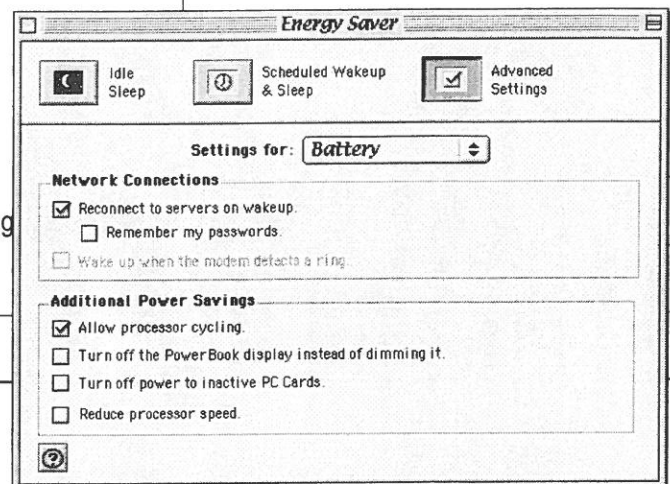 Energy Saver
Idle
Sleep
Scheduled Wakeup
& Sleep
Advanced
Settings
Settings for: Battery
Network Connections
g
Reconnect to servers on wakeup.
Remember my passwords.
Wake up when the modem detects a ring.
Additional Power Savings
Allow processor cycling.
Turn off the PowerBook display instead of dimming it.
Turn off power to inactive PC Cards.
Reduce processor speed.
?